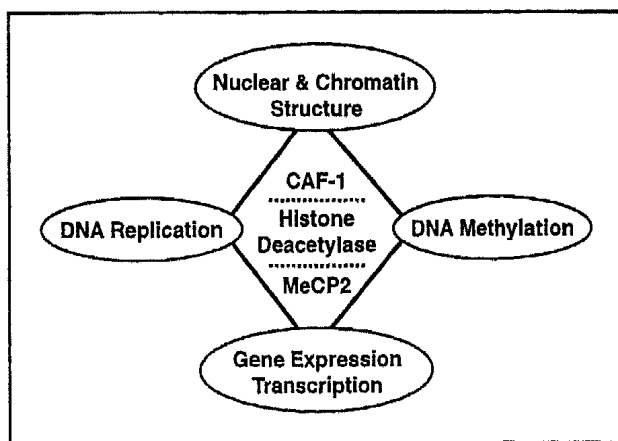 Nuclear & Chromatin
Structure
CAF-1
Histone
Deacetylase
MeCP2
DNA Replication
DNA Methylation
Gene Expression
Transcription